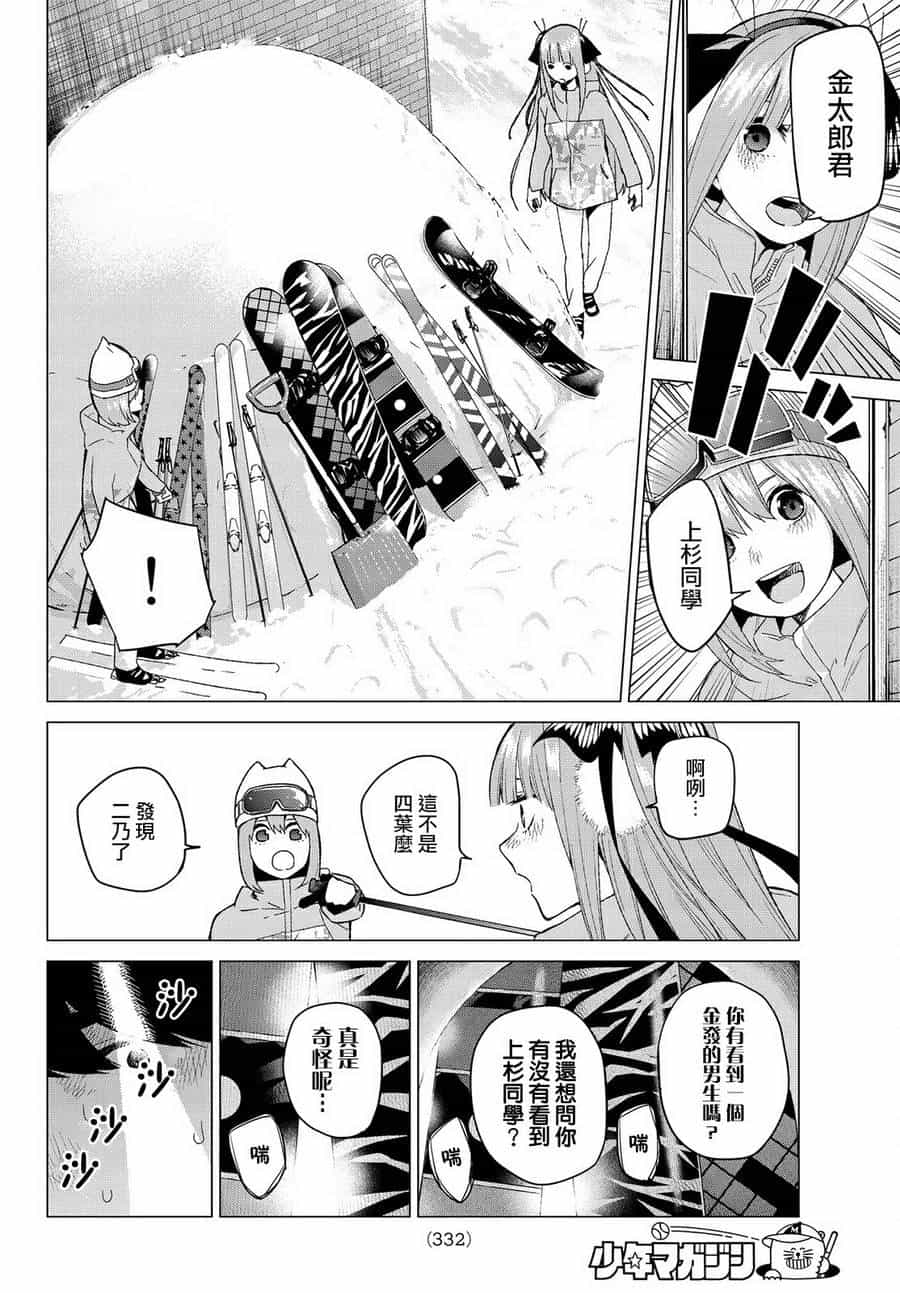 金太郎君
上杉同學
！
啊咧…
這不是
四葉麼
發現
二乃了
你有看到一個
金發的男生嗎？
我還想問你
有沒有看到
上杉同學？
喘
喘
真是
奇怪呢…
喘
沙
沙
沙
(332)
少年マガジン
M